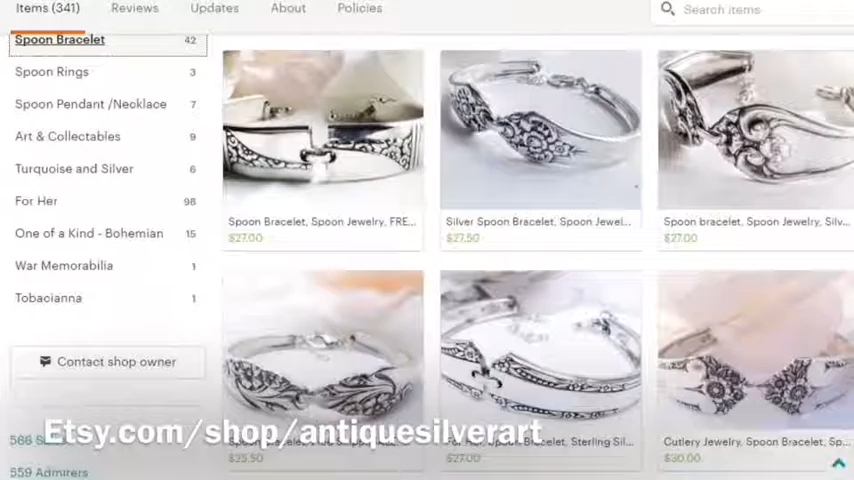 Items (341)
Reviews
Updates
About
Policies
Search items
Spoon Bracelet 42
Spoon Rings 3
Spoon Pendant /Necklace 7
Art & Collectables 9
Turquoise and Silver 6
For Her 98
One of a Kind - Bohemian 15
War Memorabilia 1
Tobacianna 1
Contact shop owner
566
559 Admirers
Spoon Bracelet, Spoon Jewelry, FRE...
$27.00
Silver Spoon Bracelet, Spoon Jewel...
$27.50
Spoon bracelet, Spoon Jewelry, Silv...
$27.00
$35.50
Bracelet, Sterling Sil...
$27.00
Cutlery Jewelry, Spoon Bracelet, Sp...
$30.00
Etsy.com/shop/antiquesilverart